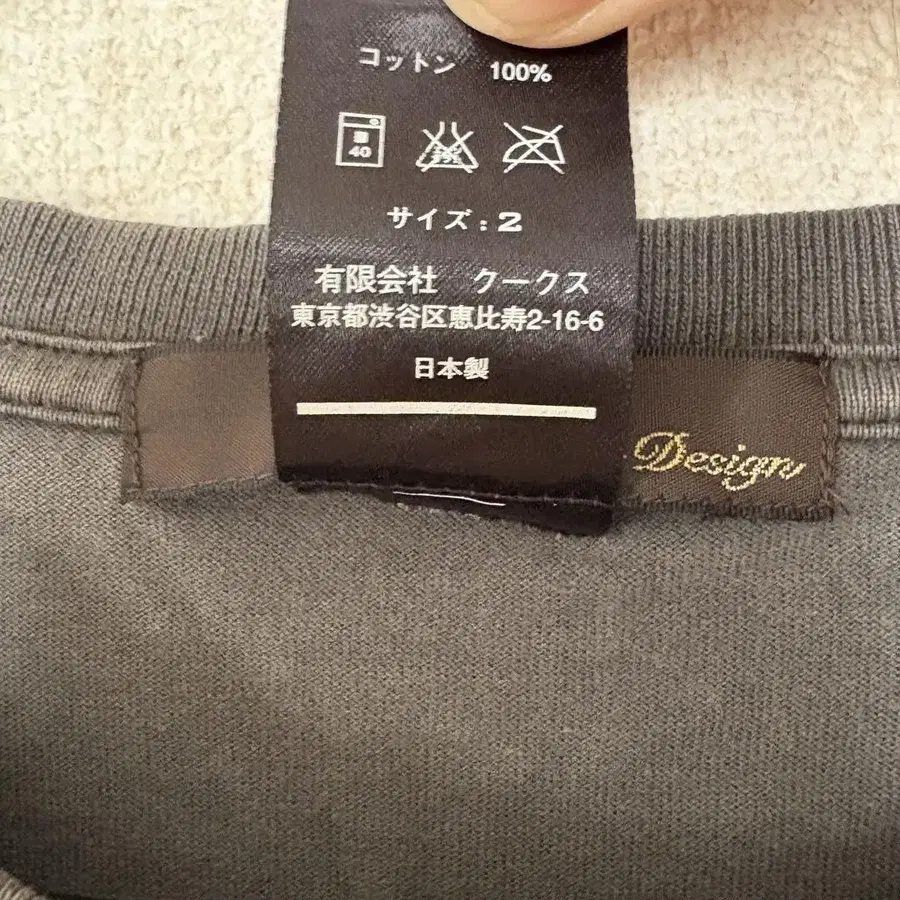 コットン 100%
40
サイズ : 2
有限会社 クークス
東京都渋谷区恵比寿2-16-6
日本製
Design